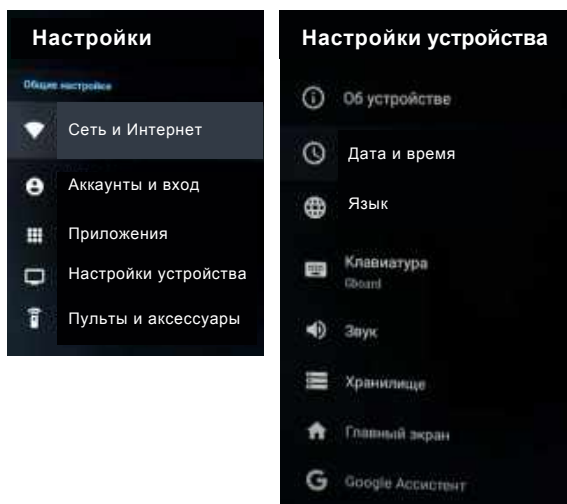 Настройки
Общие настройки
Сеть и Интернет
Аккаунты и вход
Приложения
Настройки устройства
Пульты и аксессуары
Настройки устройства
Об устройстве
Дата и время
Язык
Клавиатура
Gboard
Звук
Хранилище
Главный экран
Google Ассистент